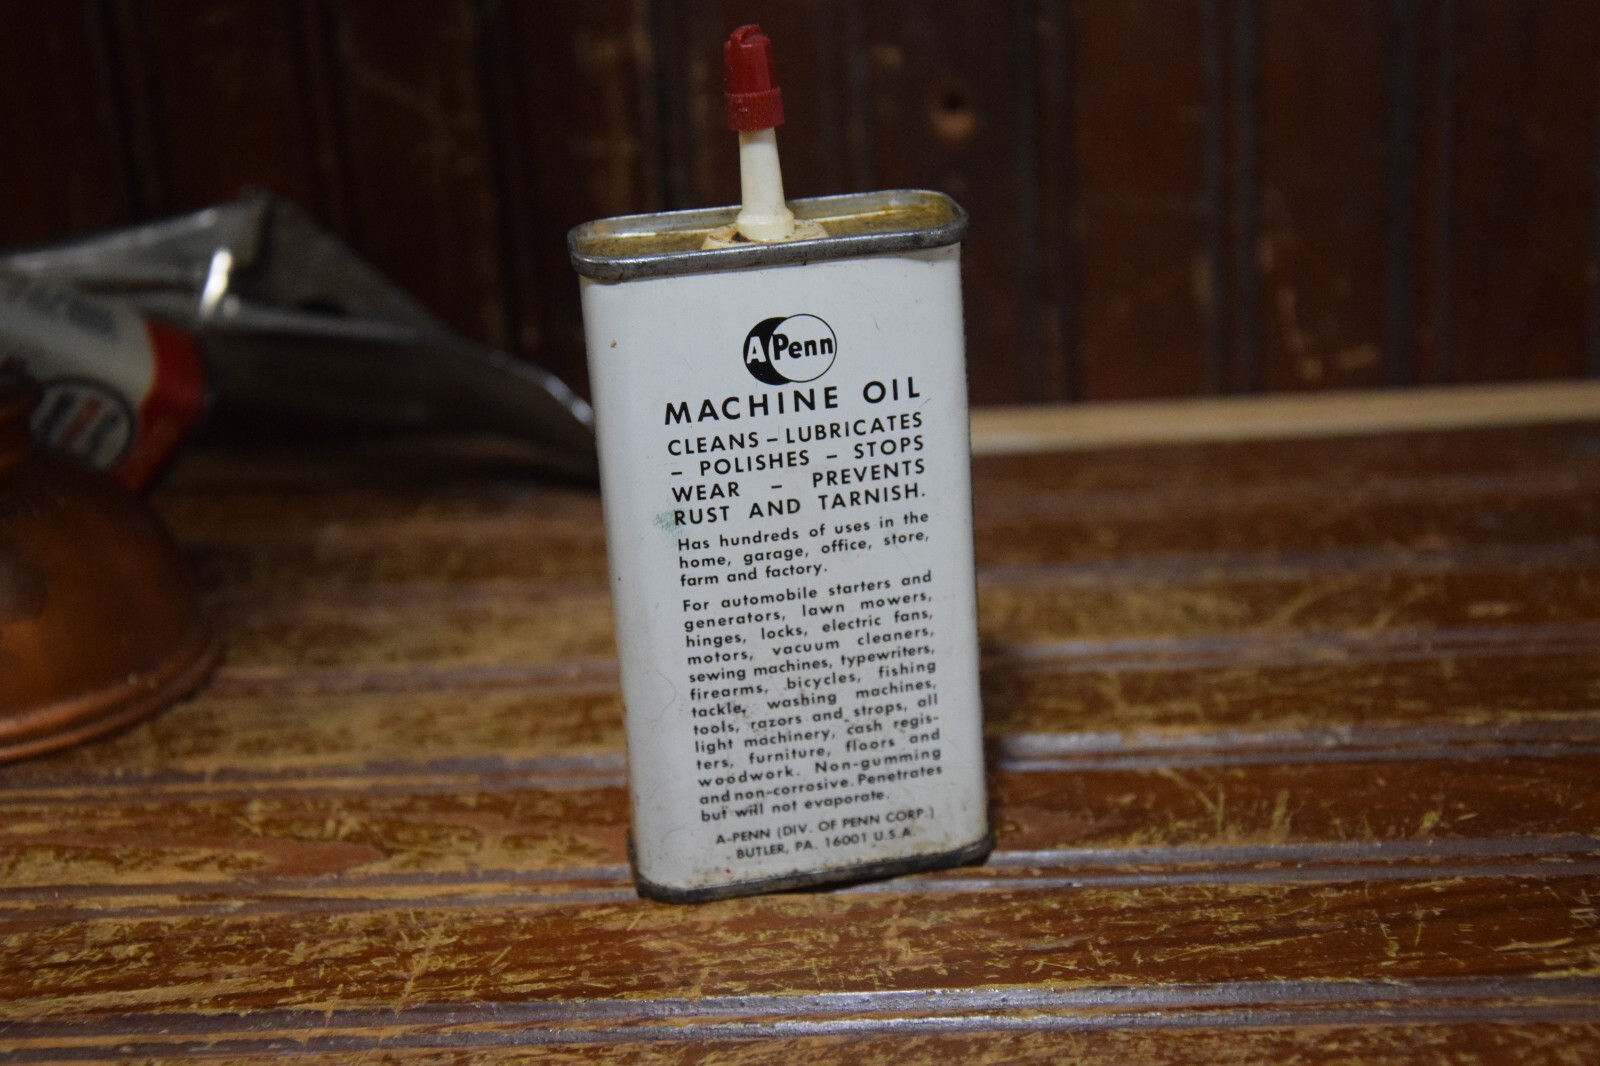 A Penn
MACHINE OIL
CLEANS – LUBRICATES
– POLISHES – STOPS
WEAR – PREVENTS
RUST AND TARNISH.
Has hundreds of uses in the
home, garage, office, store,
farm and factory.
For automobile starters and
generators, lawn mowers,
hinges, locks, electric fans,
motors, vacuum cleaners,
sewing machines, typewriters,
firearms, bicycles, fishing
tackle, washing machines,
tools, razors and strops, all
light machinery, cash regis-
ters, furniture, floors and
woodwork. Non-gumming
and non-corrosive. Penetrates
but will not evaporate.
A-PENN (DIV. OF PENN CORP.)
BUTLER, PA. 16001 U.S.A.